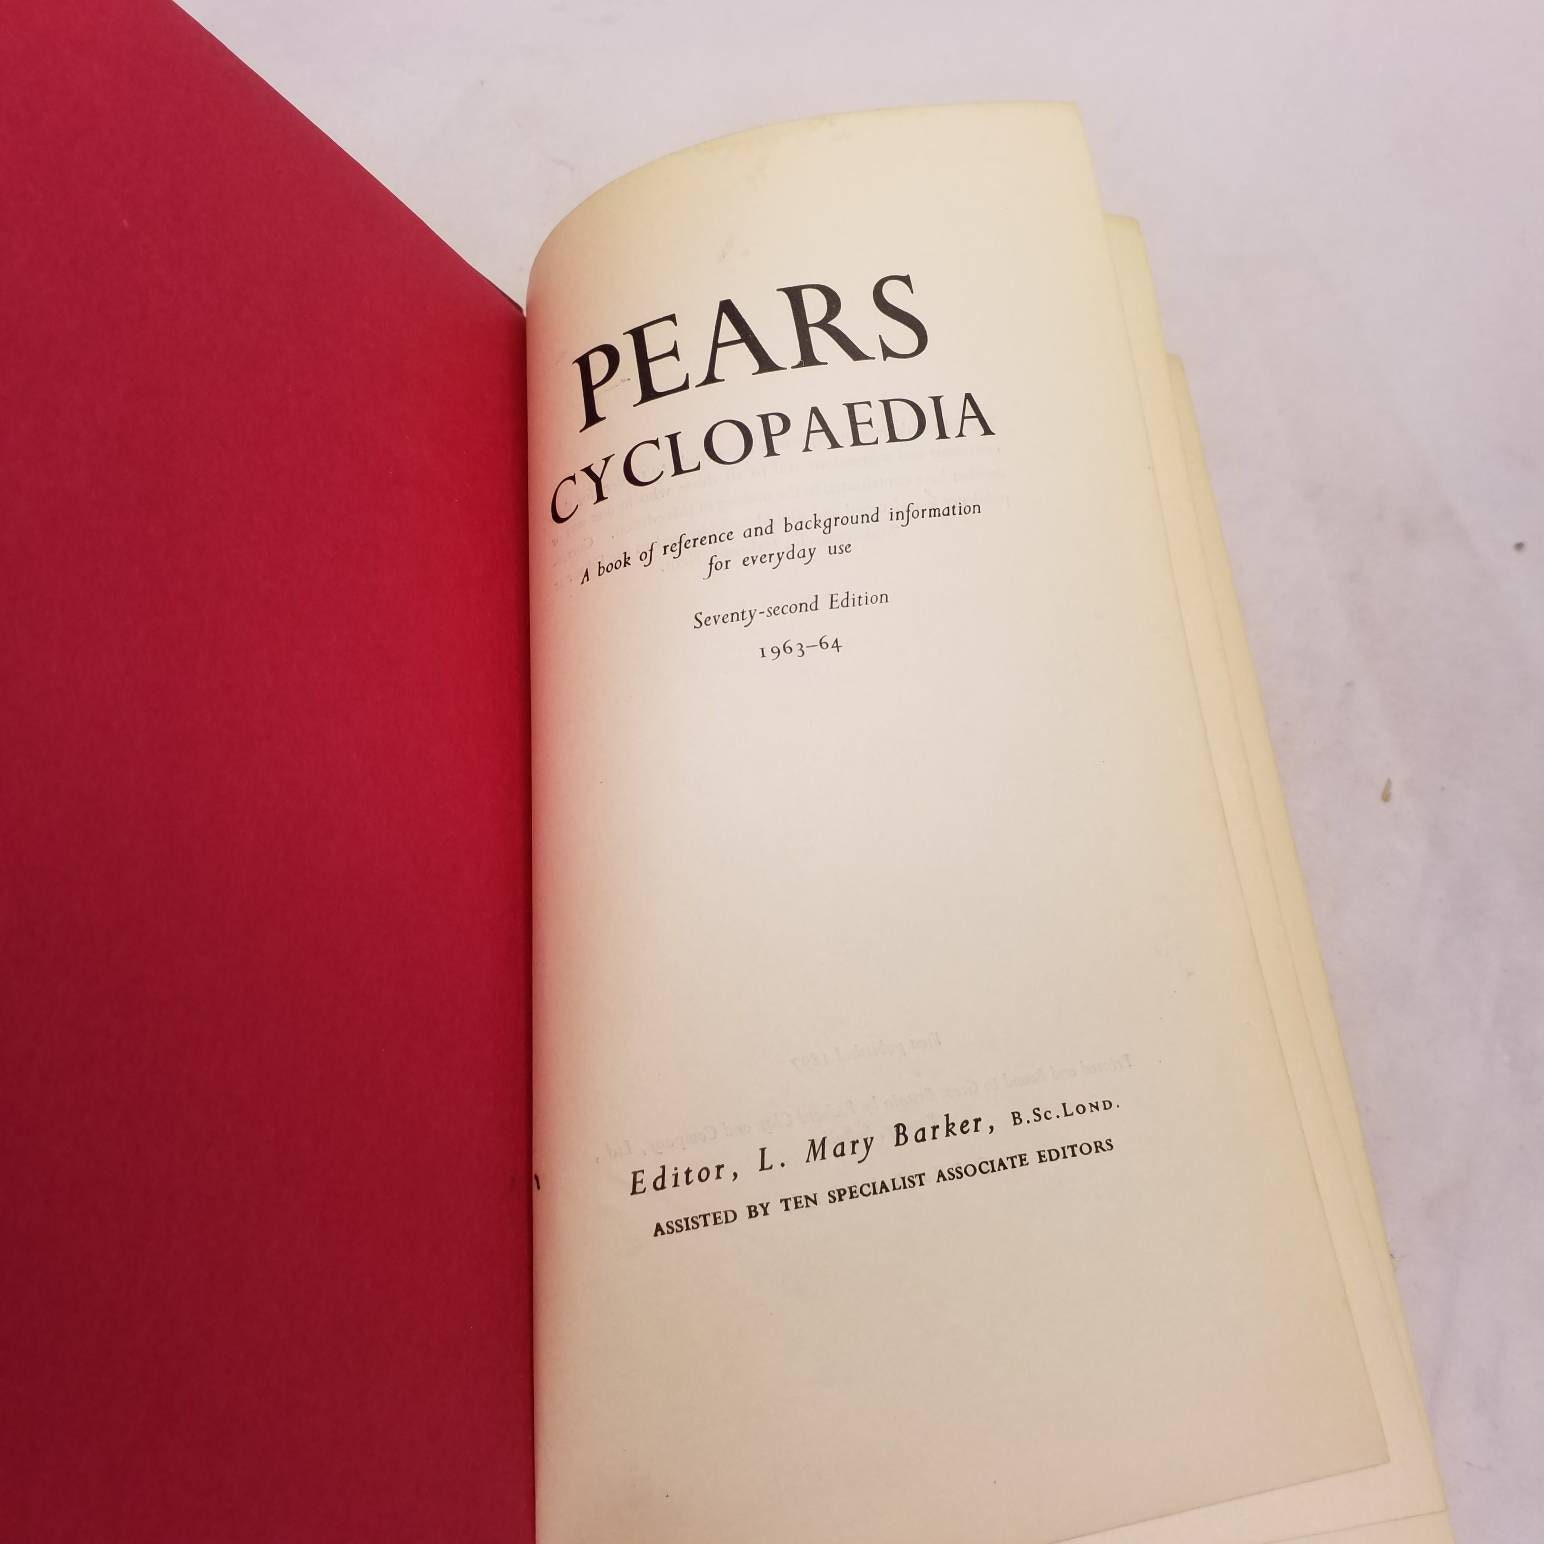 PEARS
CYCLOPAEDIA
A book of reference and background information
for everyday use
Seventy-second Edition
1963–64
Editor, L. Mary Barker, B.Sc.Lond.
ASSISTED BY TEN SPECIALIST ASSOCIATE EDITORS